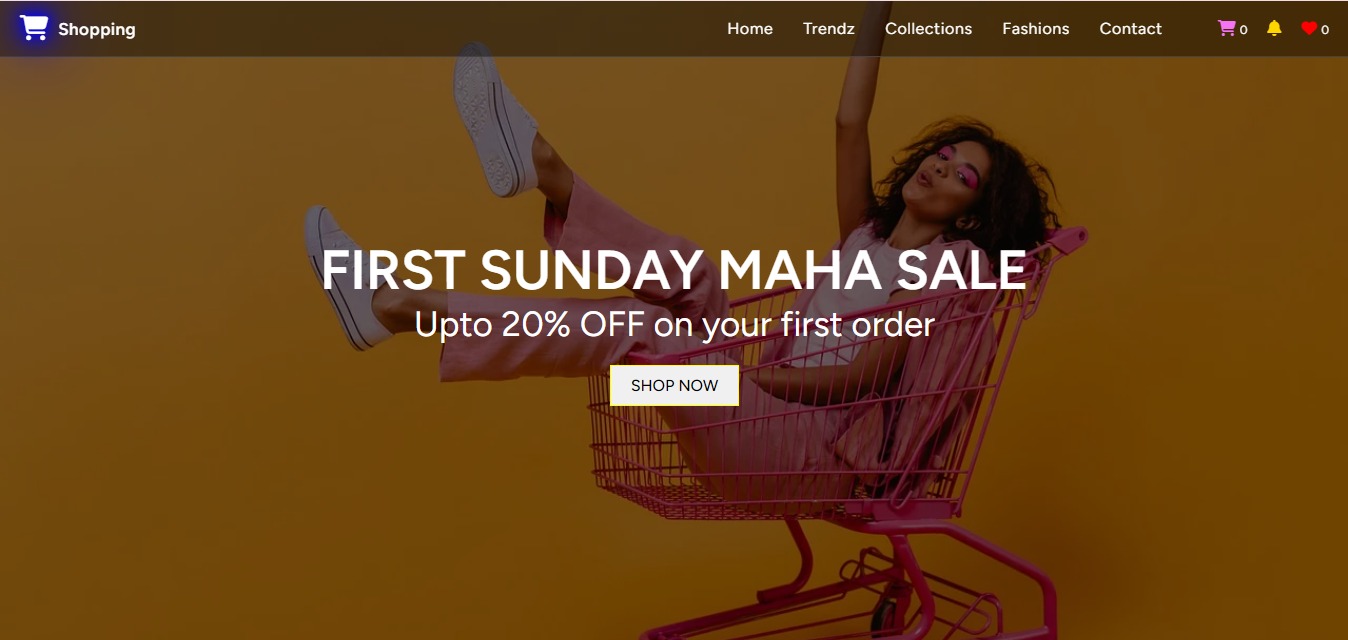 Shopping
Home Trendz Collections Fashions Contact 0 0
FIRST SUNDAY MAHA SALE
Upto 20% OFF on your first order
SHOP NOW